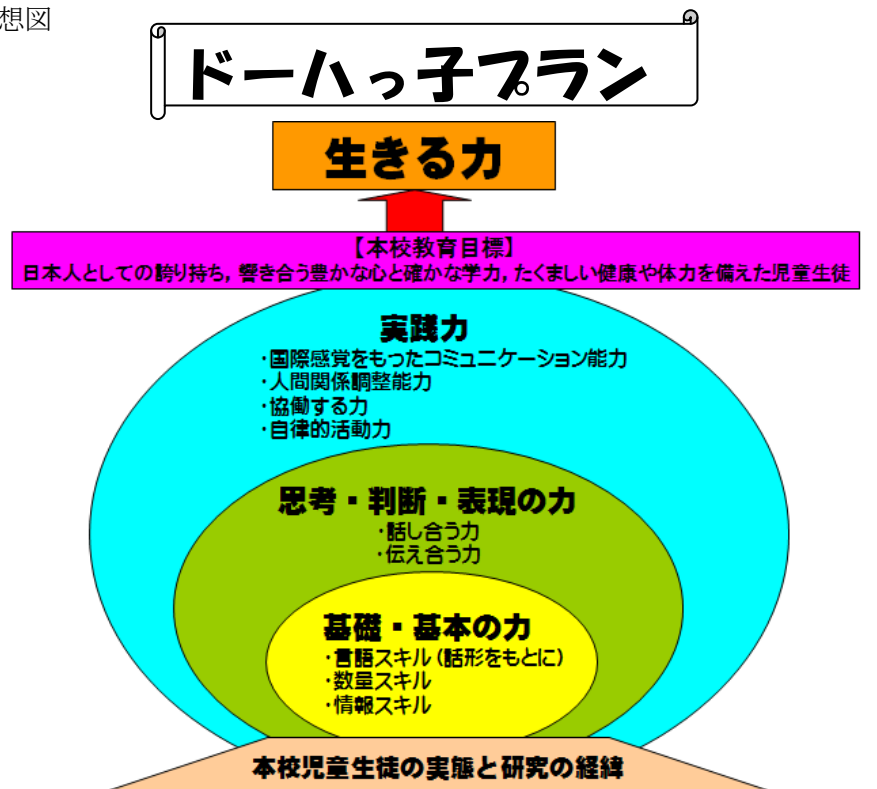 想図
ドーハっ子プラン
生きる力
【本校教育目標】
日本人としての誇り持ち，響き合う豊かな心と確かな学力，たくましい健康や体力を備えた児童生徒
実践力
・国際感覚をもったコミュニケーション能力
・人間関係調整能力
・協働する力
・自律的活動力
思考・判断・表現の力
・話し合う力
・伝え合う力
基礎・基本の力
・言語スキル（話形をもとに）
・数量スキル
・情報スキル
本校児童生徒の実態と研究の経緯